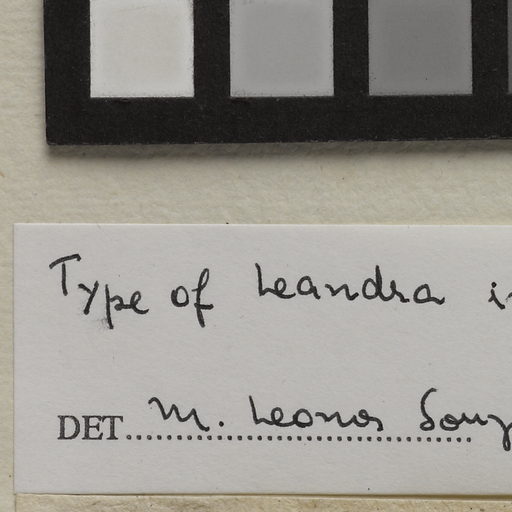 Type of Leandra
DET M. Leonor